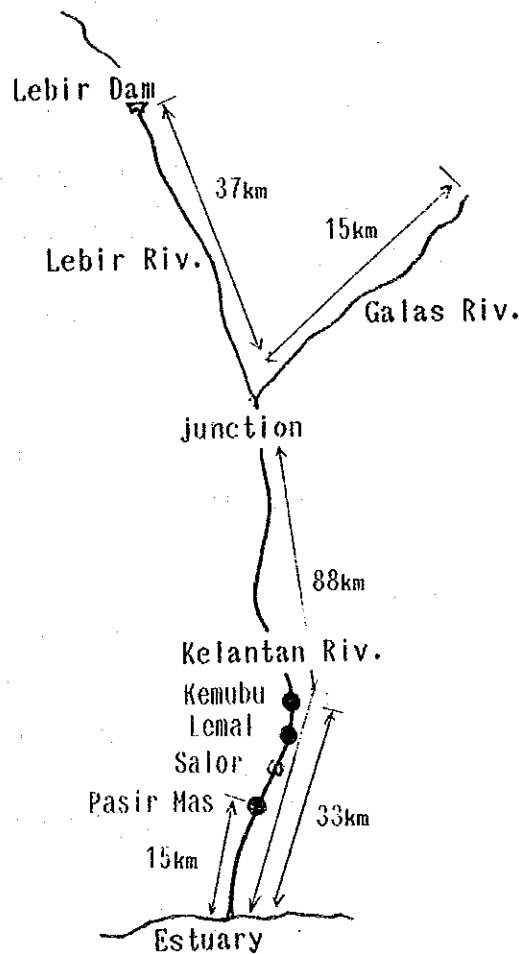 Lebir Dam
37km
15km
Lebir Riv.
Galas Riv.
junction
88km
Kelantan Riv.
Kemubu
Lemal
Salor
Pasir Mas
33km
15km
Estuary